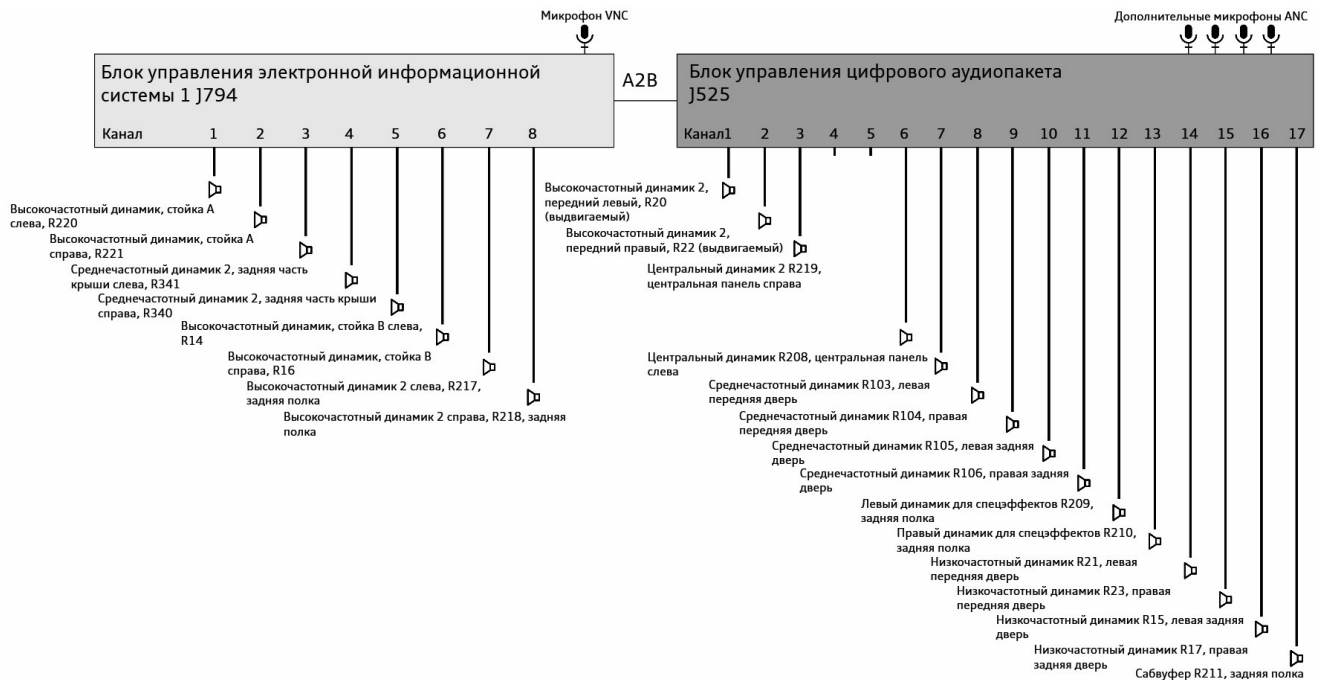 Микрофон VNC
Дополнительные микрофоны ANC
Блок управления электронной информационной
системы 1 J794
A2B
Блок управления цифрового аудиопакета
J525
Канал 1 2 3 4 5 6 7 8
Канал1 2 3 4 5 6 7 8 9 10 11 12 13 14 15 16 17
Высокочастотный динамик, стойка А
слева, R220
Высокочастотный динамик, стойка А
справа, R221
Среднечастотный динамик 2, задняя часть
крыши слева, R341
Среднечастотный динамик 2, задняя часть крыши
справа, R340
Высокочастотный динамик, стойка В слева,
R14
Высокочастотный динамик, стойка В
справа, R16
Высокочастотный динамик 2 слева, R217,
задняя полка
Высокочастотный динамик 2 справа, R218, задняя
полка
Высокочастотный динамик 2,
передний левый, R20
(выдвигаемый)
Высокочастотный динамик 2,
передний правый, R22 (выдвигаемый)
Центральный динамик 2 R219,
центральная панель справа
Центральный динамик R208, центральная панель
слева
Среднечастотный динамик R103, левая
передняя дверь
Среднечастотный динамик R104, правая
передняя дверь
Среднечастотный динамик R105, левая задняя
дверь
Среднечастотный динамик R106, правая задняя
дверь
Левый динамик для спецэффектов R209,
задняя полка
Правый динамик для спецэффектов R210,
задняя полка
Низкочастотный динамик R21, левая
передняя дверь
Низкочастотный динамик R23, правая
передняя дверь
Низкочастотный динамик R15, левая задняя
дверь
Низкочастотный динамик R17, правая
задняя дверь
Сабвуфер R211, задняя полка